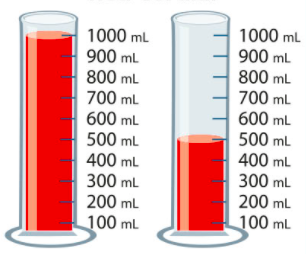 1000 mL 1000 mL
900 mL 900 mL
800 mL 800 mL
700 mL 700 mL
600 mL 600 mL
500 mL 500 mL
400 mL 400 mL
300 mL 300 mL
200 mL 200 mL
100 mL 100 mL